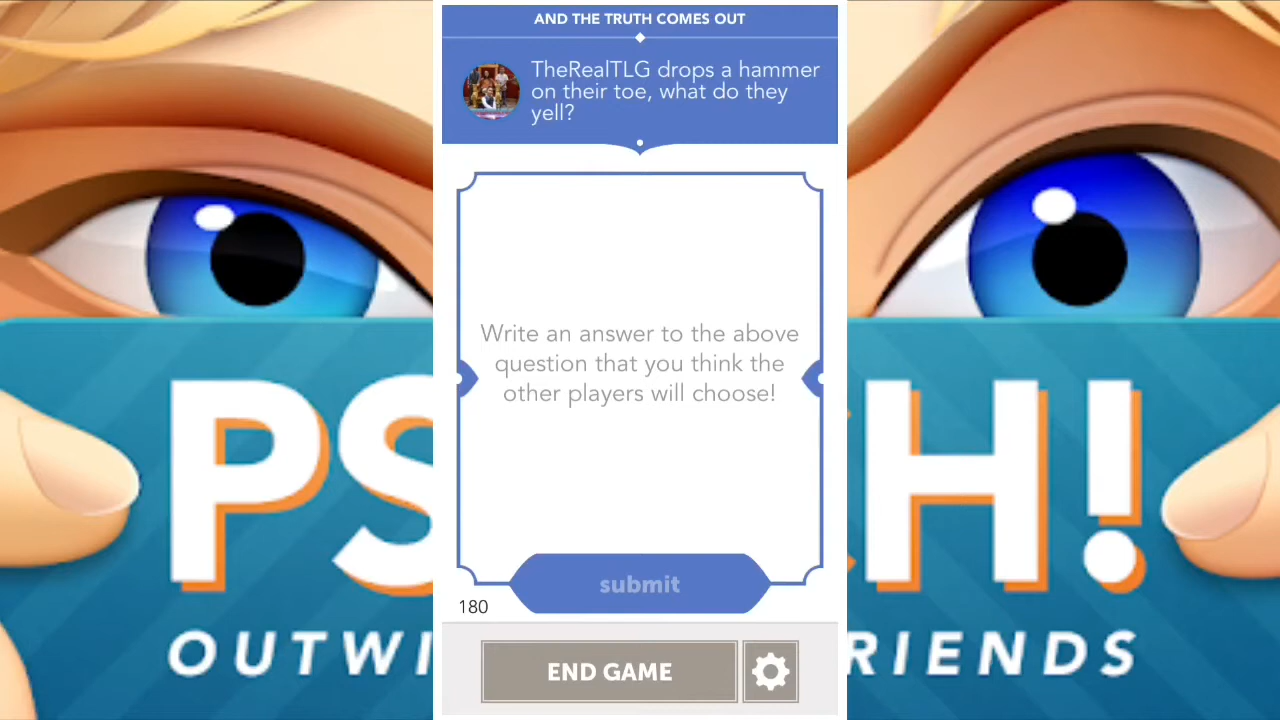 AND THE TRUTH COMES OUT
TheRealTLG drops a hammer
on their toe, what do they
yell?
Write an answer to the above
question that you think the
other players will choose!
submit
180
END GAME
PS
H!
OUTWI
RIENDS